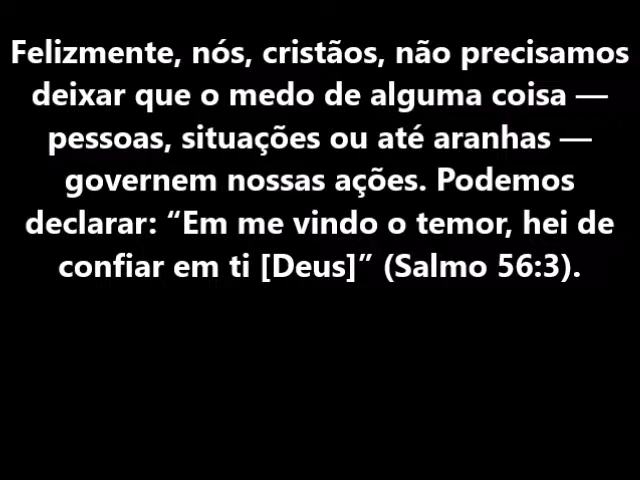 Felizmente, nós, cristãos, não precisamos
deixar que o medo de alguma coisa —
pessoas, situações ou até aranhas —
governem nossas ações. Podemos
declarar: “Em me vindo o temor, hei de
confiar em ti [Deus]” (Salmo 56:3).